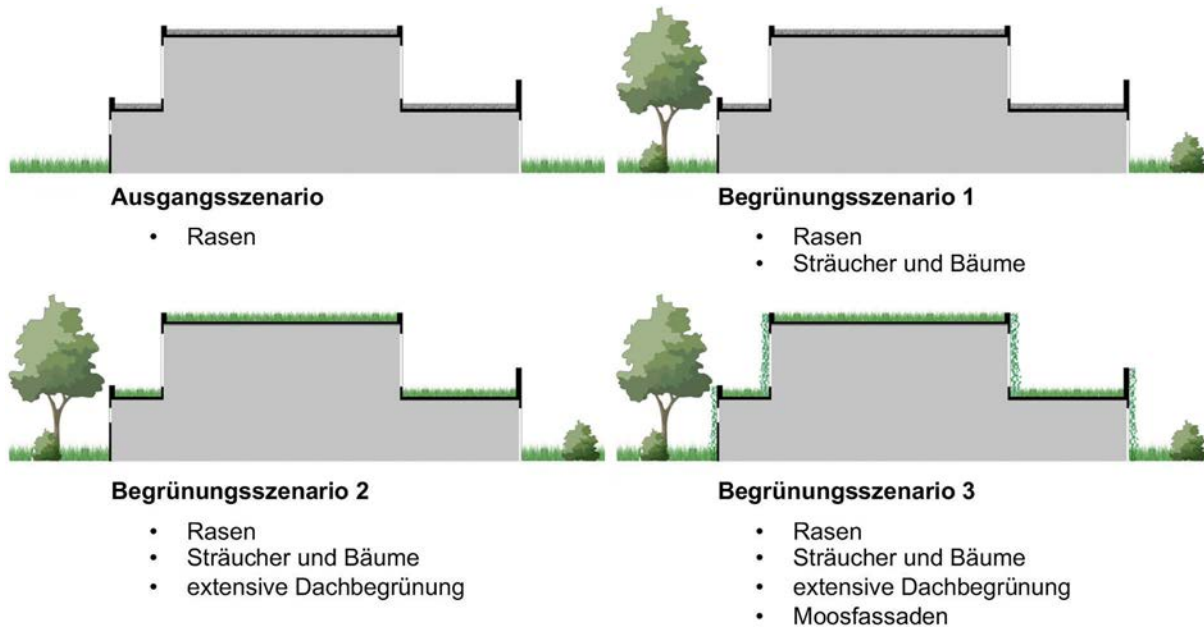 Ausgangsszenario
• Rasen
Begrünungsszenario 1
• Rasen
• Sträucher und Bäume
Begrünungsszenario 2
• Rasen
• Sträucher und Bäume
• extensive Dachbegrünung
Begrünungsszenario 3
• Rasen
• Sträucher und Bäume
• extensive Dachbegrünung
• Moosfassaden